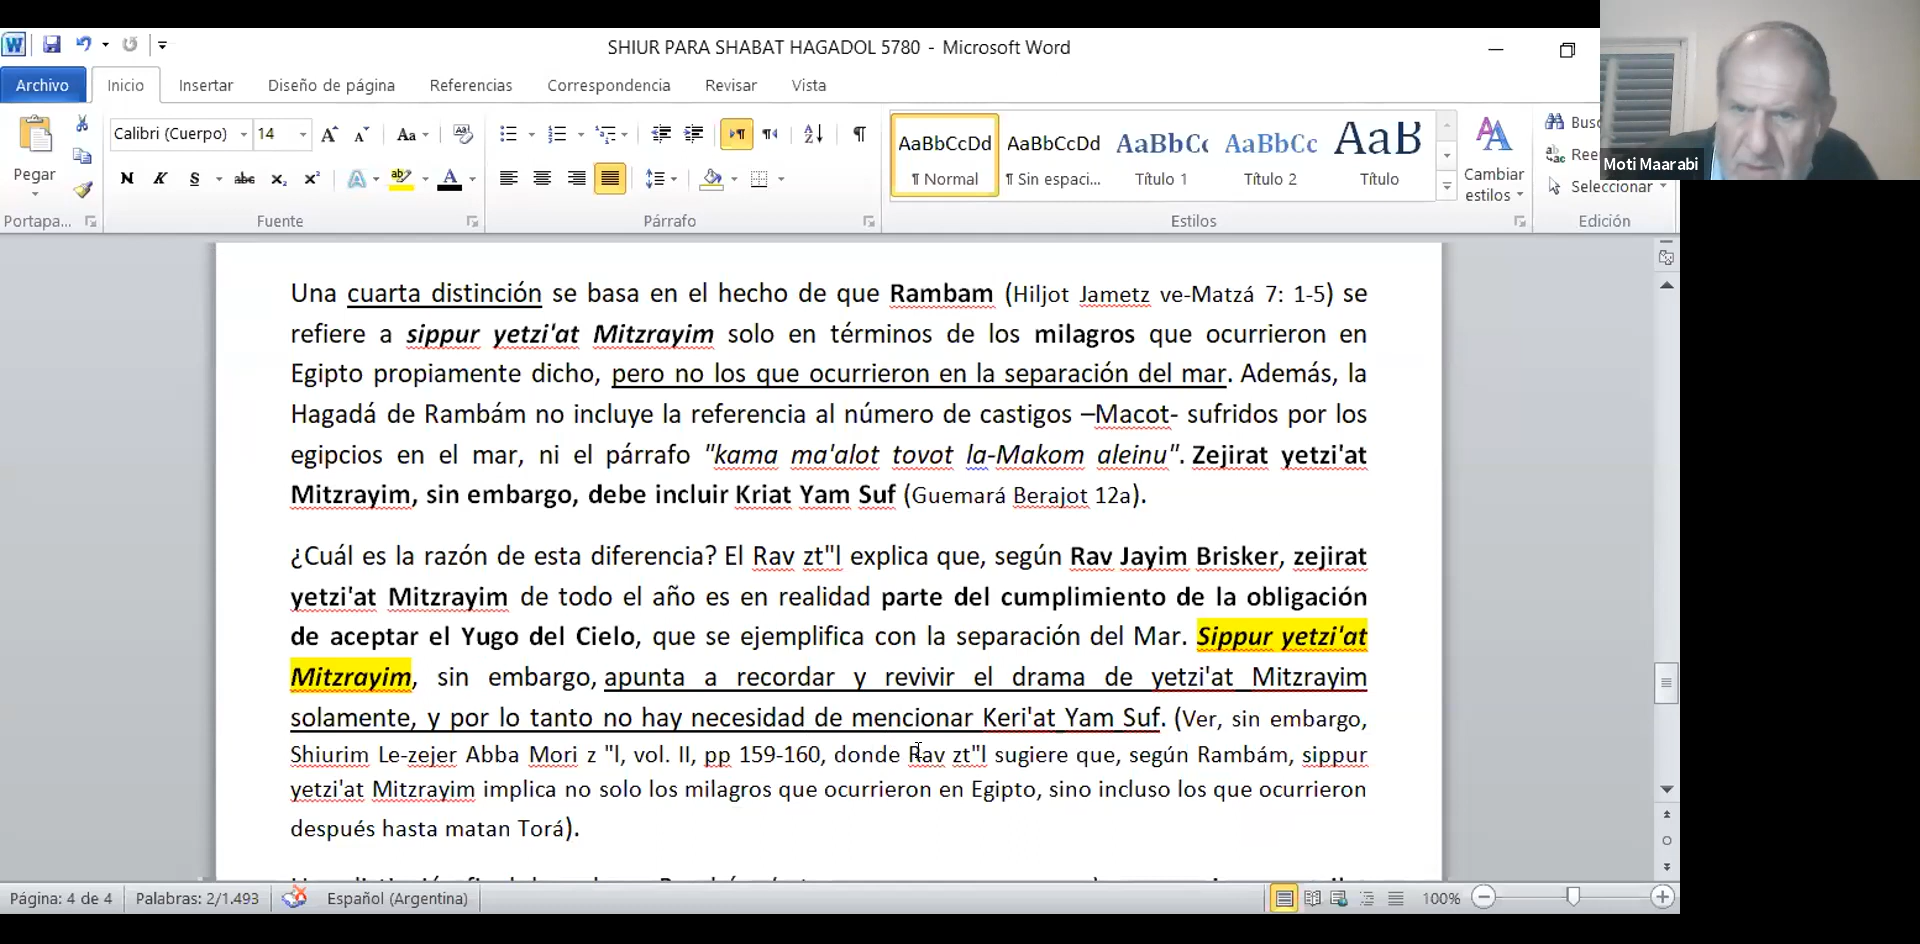 SHIUR PARA SHABAT HAGADOL 5780 - Microsoft Word
Archivo Inicio Insertar Diseño de página Referencias Correspondencia Revisar Vista
Calibri (Cuerpo) 14
Pegar
Portapa... Fuente Párrafo Estilos Edición
AaBbCcDd AaBbCcDd AaBbCc AaBbCc AaB
¶ Normal ¶ Sin espaci... Título 1 Título 2 Título
Cambiar
estilos
Seleccionar
Moti Maarabi
Una cuarta distinción se basa en el hecho de que Rambam (Hiljot Jametz ve-Matzá 7: 1-5) se
refiere a sippur yetzi'at Mitzrayim solo en términos de los milagros que ocurrieron en
Egipto propiamente dicho, pero no los que ocurrieron en la separación del mar. Además, la
Hagadá de Rambám no incluye la referencia al número de castigos –Macot- sufridos por los
egipcios en el mar, ni el párrafo "kama ma'alot tovot la-Makom aleinu". Zejirat yetzi'at
Mitzrayim, sin embargo, debe incluir Kriat Yam Suf (Guemará Berajot 12a).
¿Cuál es la razón de esta diferencia? El Rav zt"l explica que, según Rav Jayim Brisker, zejirat
yetzi'at Mitzrayim de todo el año es en realidad parte del cumplimiento de la obligación
de aceptar el Yugo del Cielo, que se ejemplifica con la separación del Mar. Sippur yetzi'at
Mitzrayim, sin embargo, apunta a recordar y revivir el drama de yetzi'at Mitzrayim
solamente, y por lo tanto no hay necesidad de mencionar Keri'at Yam Suf. (Ver, sin embargo,
Shiurim Le-zejer Abba Mori z "l, vol. II, pp 159-160, donde Rav zt"l sugiere que, según Rambám, sippur
yetzi'at Mitzrayim implica no solo los milagros que ocurrieron en Egipto, sino incluso los que ocurrieron
después hasta matan Torá).
Página: 4 de 4 Palabras: 2/1.493 Español (Argentina) 100%